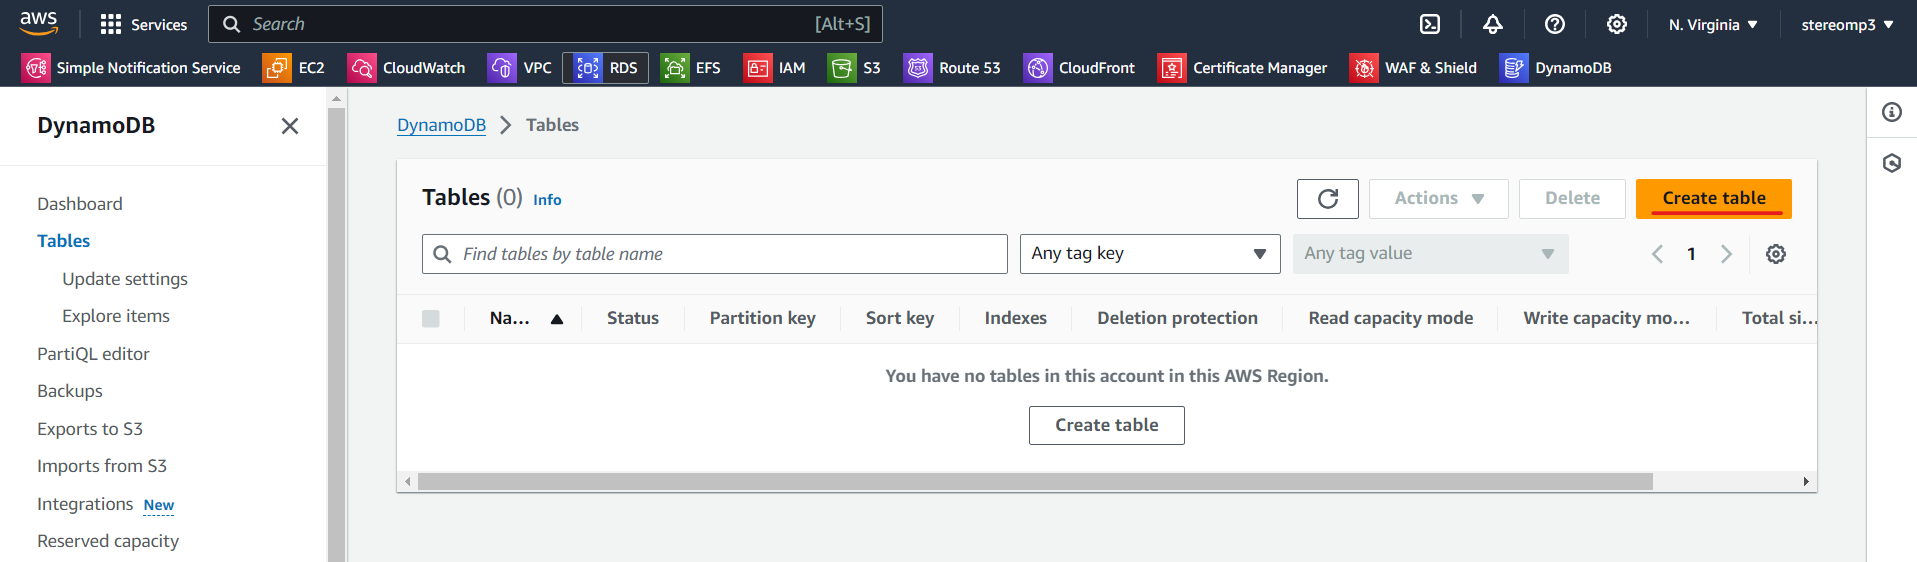 aws Services Search [Alt+S] N. Virginia stereomp3
Simple Notification Service EC2 CloudWatch VPC RDS EFS IAM S3 Route 53 CloudFront Certificate Manager WAF & Shield DynamoDB
DynamoDB
Dashboard
Tables
Update settings
Explore items
PartiQL editor
Backups
Exports to S3
Imports from S3
Integrations New
Reserved capacity
DynamoDB Tables
Tables (0) Info Actions Delete Create table
Find tables by table name Any tag key Any tag value 1
Na... Status Partition key Sort key Indexes Deletion protection Read capacity mode Write capacity mo... Total si...
You have no tables in this account in this AWS Region.
Create table